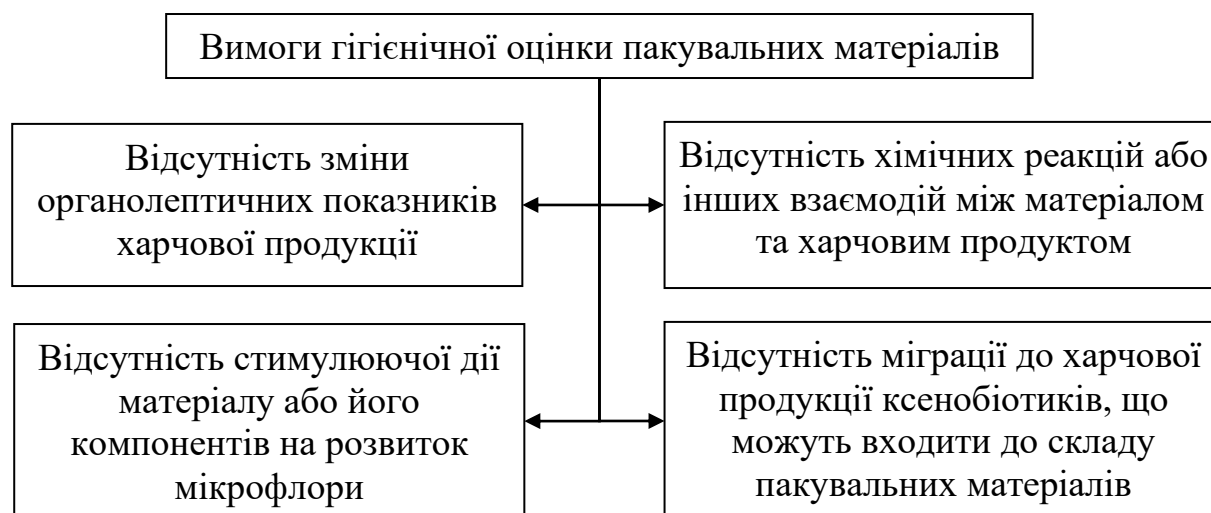 Вимоги гігієнічної оцінки пакувальних матеріалів
Відсутність зміни
органолептичних показників
харчової продукції
Відсутність хімічних реакцій або
інших взаємодій між матеріалом
та харчовим продуктом
Відсутність стимулюючої дії
матеріалу або його
компонентів на розвиток
мікрофлори
Відсутність міграції до харчової
продукції ксенобіотиків, що
можуть входити до складу
пакувальних матеріалів